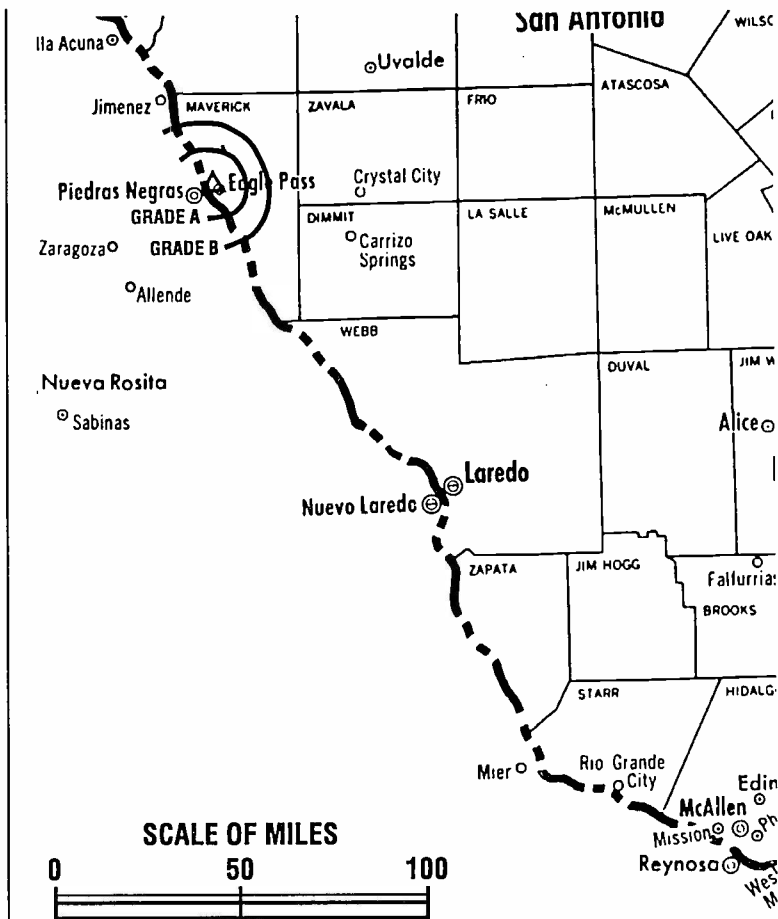 San Antonio
WILSC
lla Acuna
Uvalde
Jimenez
MAVERICK
ZAVALA
FRIO
ATASCOSA
Piedras Negras
Eagle Pass
Crystal City
GRADE A
DIMMIT
LA SALLE
McMULLEN
Zaragoza
GRADE B
Carrizo
Springs
LIVE OAK
Allende
WEBB
Nueva Rosita
DUVAL
JIM W
Sabinas
Alice
Laredo
Nuevo Laredo
ZAPATA
JIM HOGG
Falfurrias
BROOKS
STARR
HIDALG
Mier
Rio Grande
City
Edin
McAllen
Mission
Ph
Reynosa
Wes
M
SCALE OF MILES
0 50 100